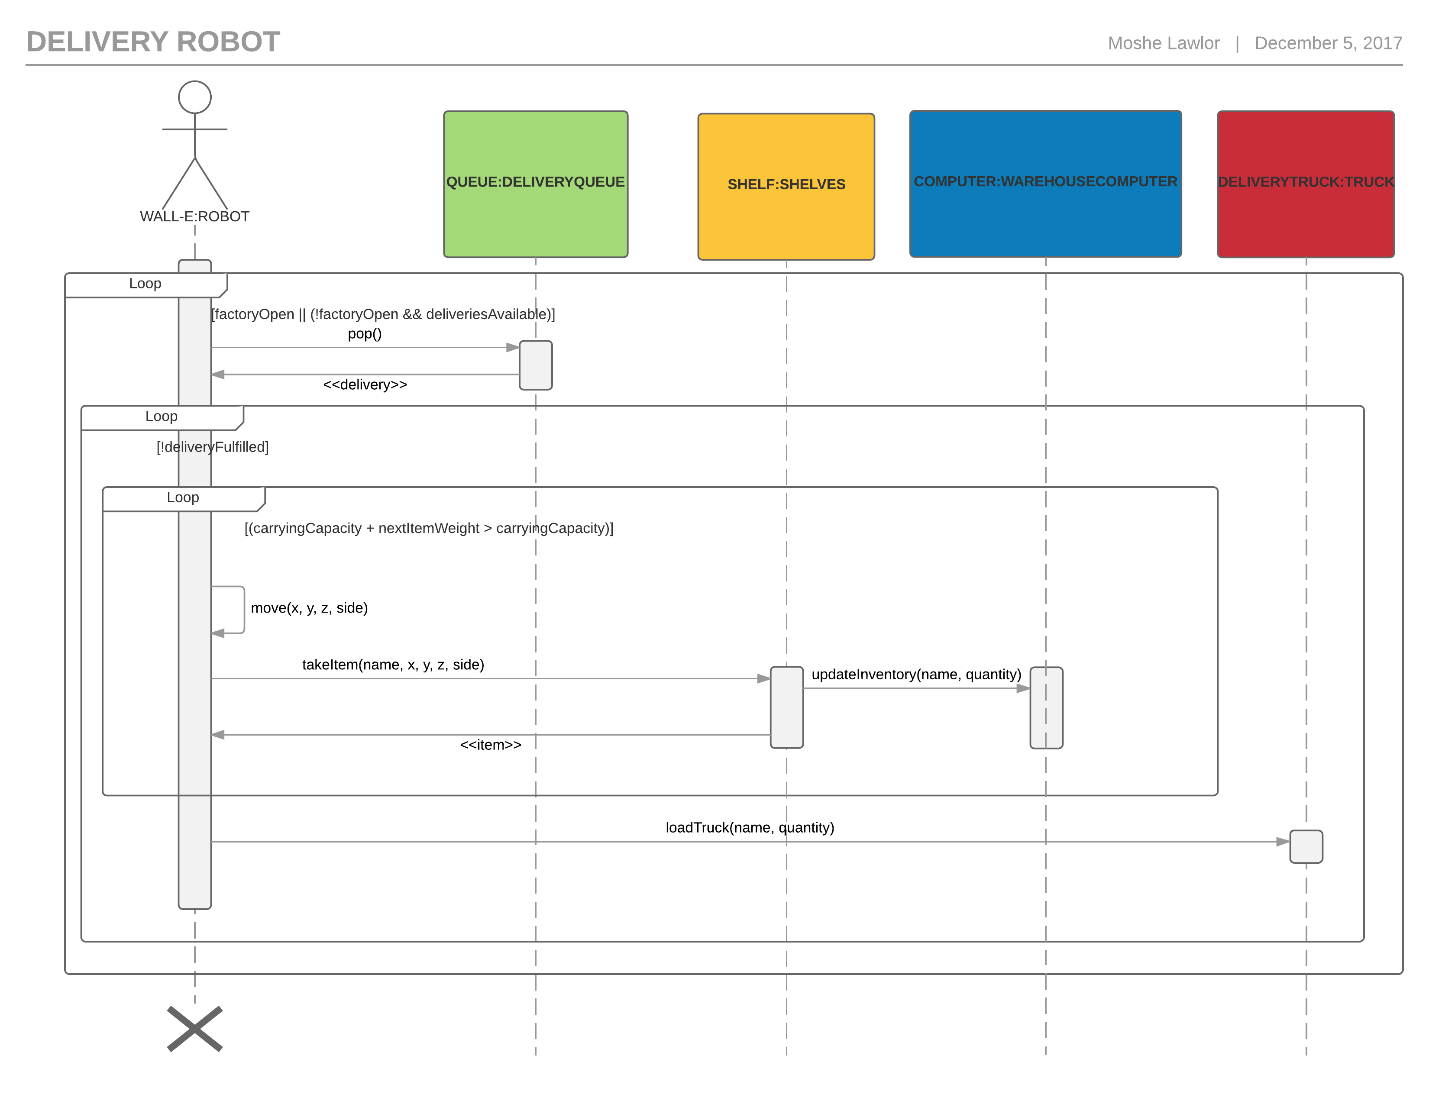 DELIVERY ROBOT
Moshe Lawlor | December 5, 2017
WALL-E:ROBOT
QUEUE:DELIVERYQUEUE
SHELF:SHELVES
COMPUTER:WAREHOUSECOMPUTER
DELIVERYTRUCK:TRUCK
Loop
[factoryOpen || (!factoryOpen && deliveriesAvailable)]
pop()
<<delivery>>
Loop
[!deliveryFulfilled]
Loop
[(carryingCapacity + nextItemWeight > carryingCapacity)]
move(x, y, z, side)
takeItem(name, x, y, z, side)
updateInventory(name, quantity)
<<item>>
loadTruck(name, quantity)